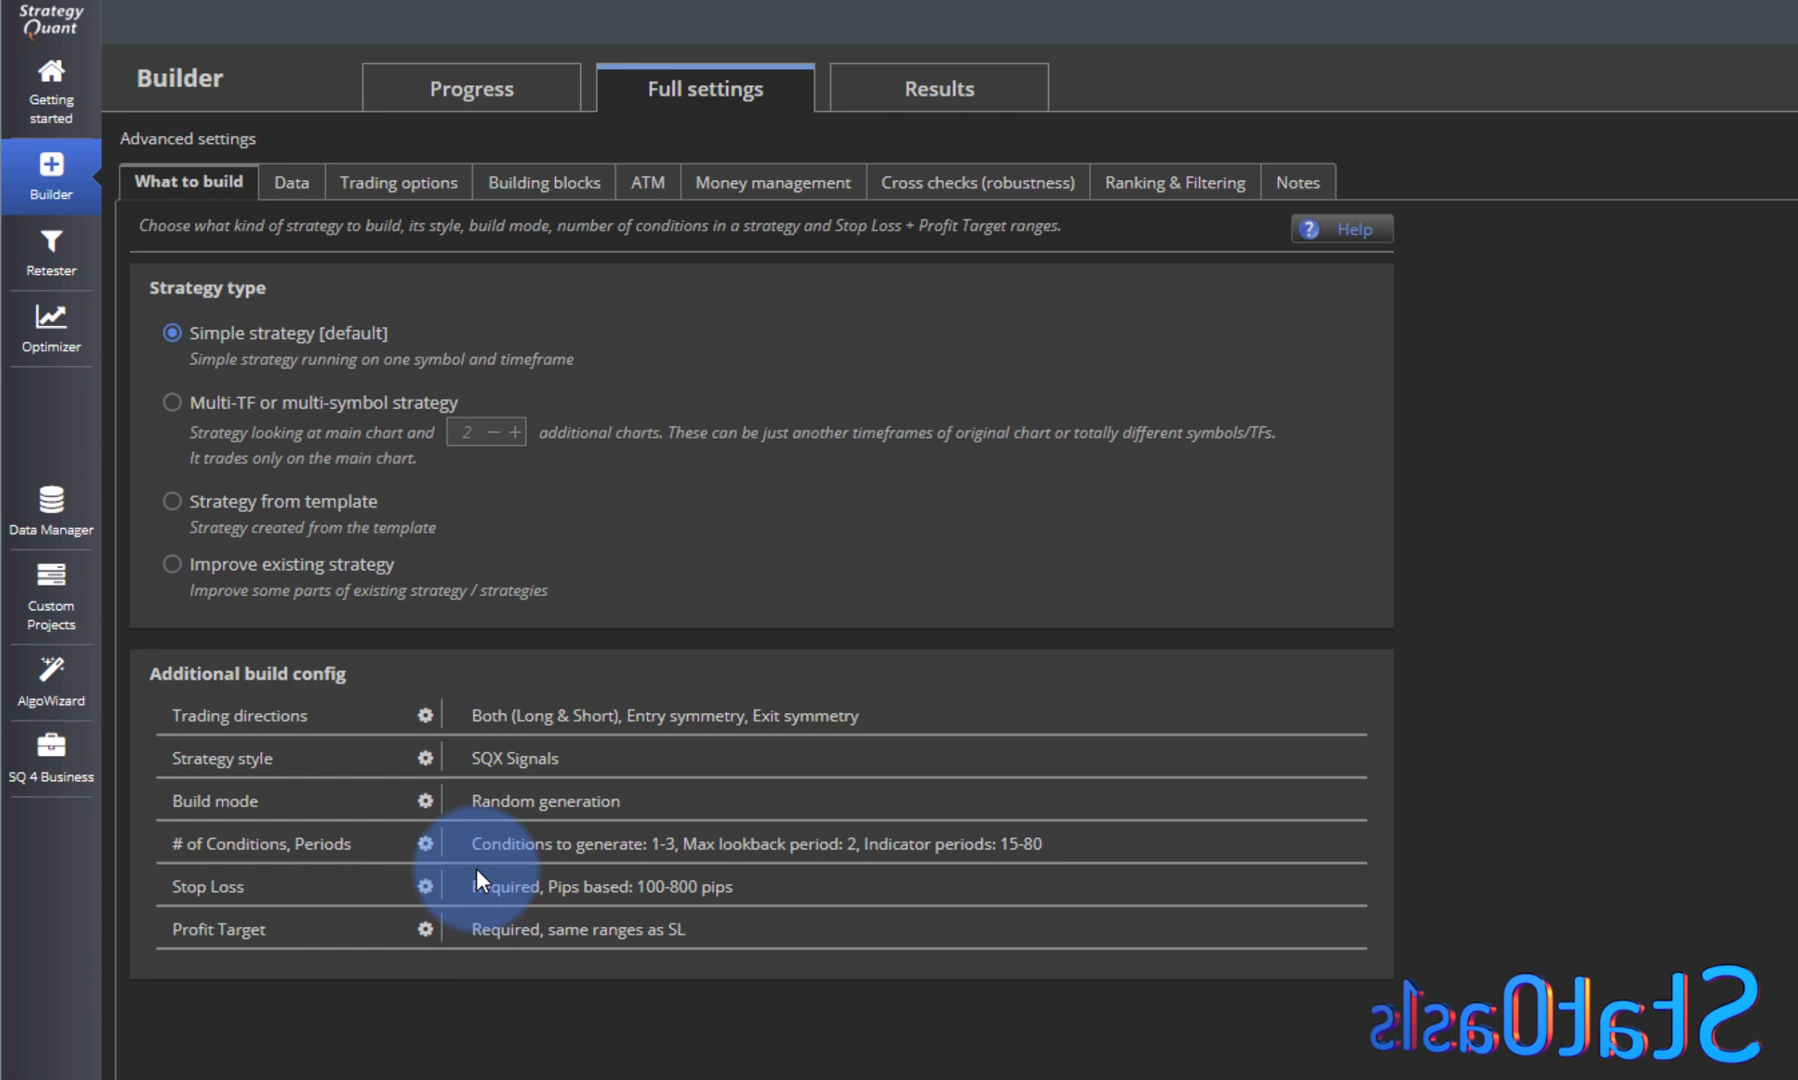 Strategy
Quant
Getting
started
Builder
Retester
Optimizer
Data Manager
Custom
Projects
AlgoWizard
SQ 4 Business
Builder
Progress
Full settings
Results
Advanced settings
What to build
Data
Trading options
Building blocks
ATM
Money management
Cross checks (robustness)
Ranking & Filtering
Notes
Choose what kind of strategy to build, its style, build mode, number of conditions in a strategy and Stop Loss + Profit Target ranges.
? Help
Strategy type
Simple strategy [default]
Simple strategy running on one symbol and timeframe
Multi-TF or multi-symbol strategy
Strategy looking at main chart and 2 − + additional charts. These can be just another timeframes of original chart or totally different symbols/TFs.
It trades only on the main chart.
Strategy from template
Strategy created from the template
Improve existing strategy
Improve some parts of existing strategy / strategies
Additional build config
Trading directions Both (Long & Short), Entry symmetry, Exit symmetry
Strategy style SQX Signals
Build mode Random generation
# of Conditions, Periods Conditions to generate: 1-3, Max lookback period: 2, Indicator periods: 15-80
Stop Loss Required, Pips based: 100-800 pips
Profit Target Required, same ranges as SL
StatOasis